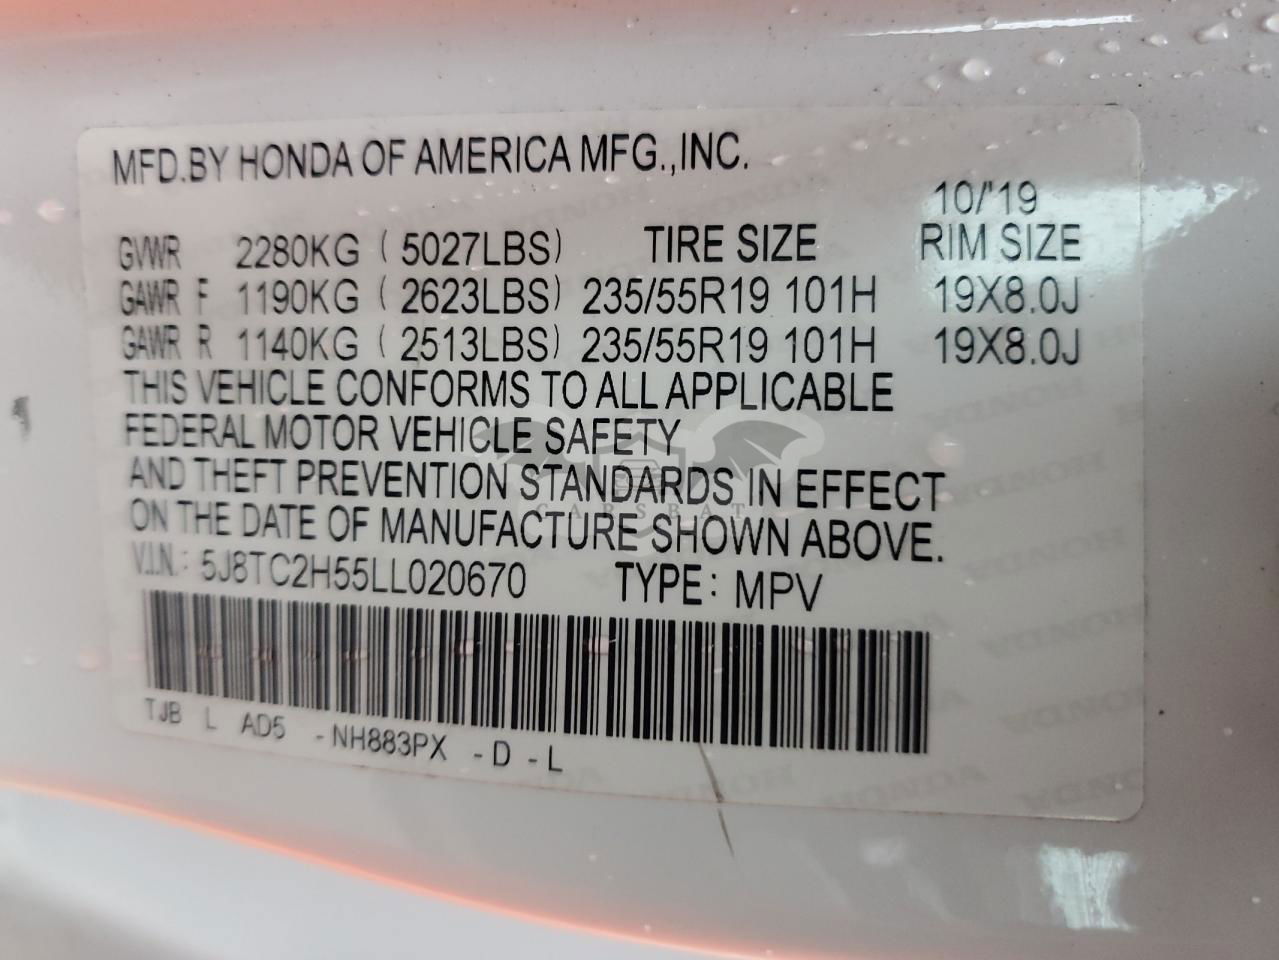 MFD.BY HONDA OF AMERICA MFG.,INC.
10/'19
GVWR 2280KG ( 5027LBS) TIRE SIZE RIM SIZE
GAWR F 1190KG ( 2623LBS) 235/55R19 101H 19X8.0J
GAWR R 1140KG ( 2513LBS) 235/55R19 101H 19X8.0J
THIS VEHICLE CONFORMS TO ALL APPLICABLE
FEDERAL MOTOR VEHICLE SAFETY
AND THEFT PREVENTION STANDARDS IN EFFECT
CARSBAT
ON THE DATE OF MANUFACTURE SHOWN ABOVE.
V.I.N.: 5J8TC2H55LL020670 TYPE: MPV
TJB L AD5 -NH883PX -D -L